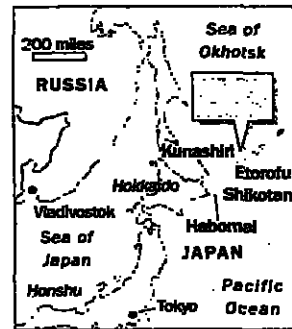 Sea of
Okhotsk
200 miles
RUSSIA
Kunashiri
Etorofu
Hokkaido
Shikotan
Vladivostok
Habomai
Sea of
Japan
JAPAN
Honshu
Pacific
Ocean
Tokyo